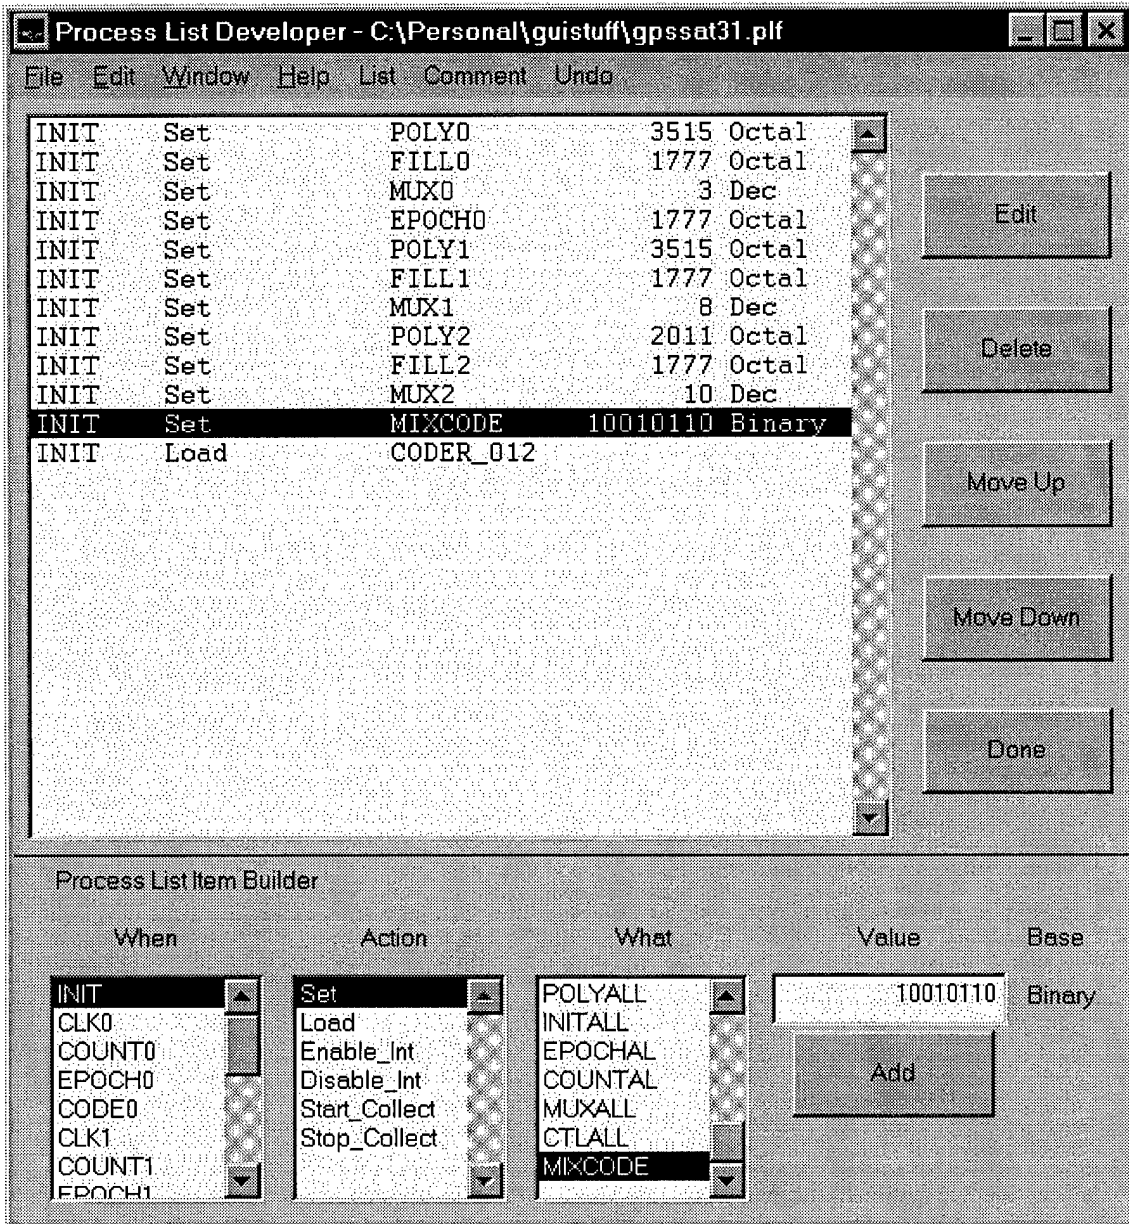 Process List Developer - C:\Personal\guistuff\gpssat31.plf
File Edit Window Help List Comment Undo
INIT Set POLY0 3515 Octal
INIT Set FILL0 1777 Octal
INIT Set MUX0 3 Dec
INIT Set EPOCH0 1777 Octal
INIT Set POLY1 3515 Octal
INIT Set FILL1 1777 Octal
INIT Set MUX1 8 Dec
INIT Set POLY2 2011 Octal
INIT Set FILL2 1777 Octal
INIT Set MUX2 10 Dec
INIT Set MIXCODE 10010110 Binary
INIT Load CODER_012
Edit
Delete
Move Up
Move Down
Done
Process List Item Builder
When Action What Value Base
INIT
CLK0
COUNT0
EPOCH0
CODE0
CLK1
COUNT1
EPOCH1
Set
Load
Enable_Int
Disable_Int
Start_Collect
Stop_Collect
POLYALL
INITALL
EPOCHAL
COUNTAL
MUXALL
CTLALL
MIXCODE
10010110 Binary
Add